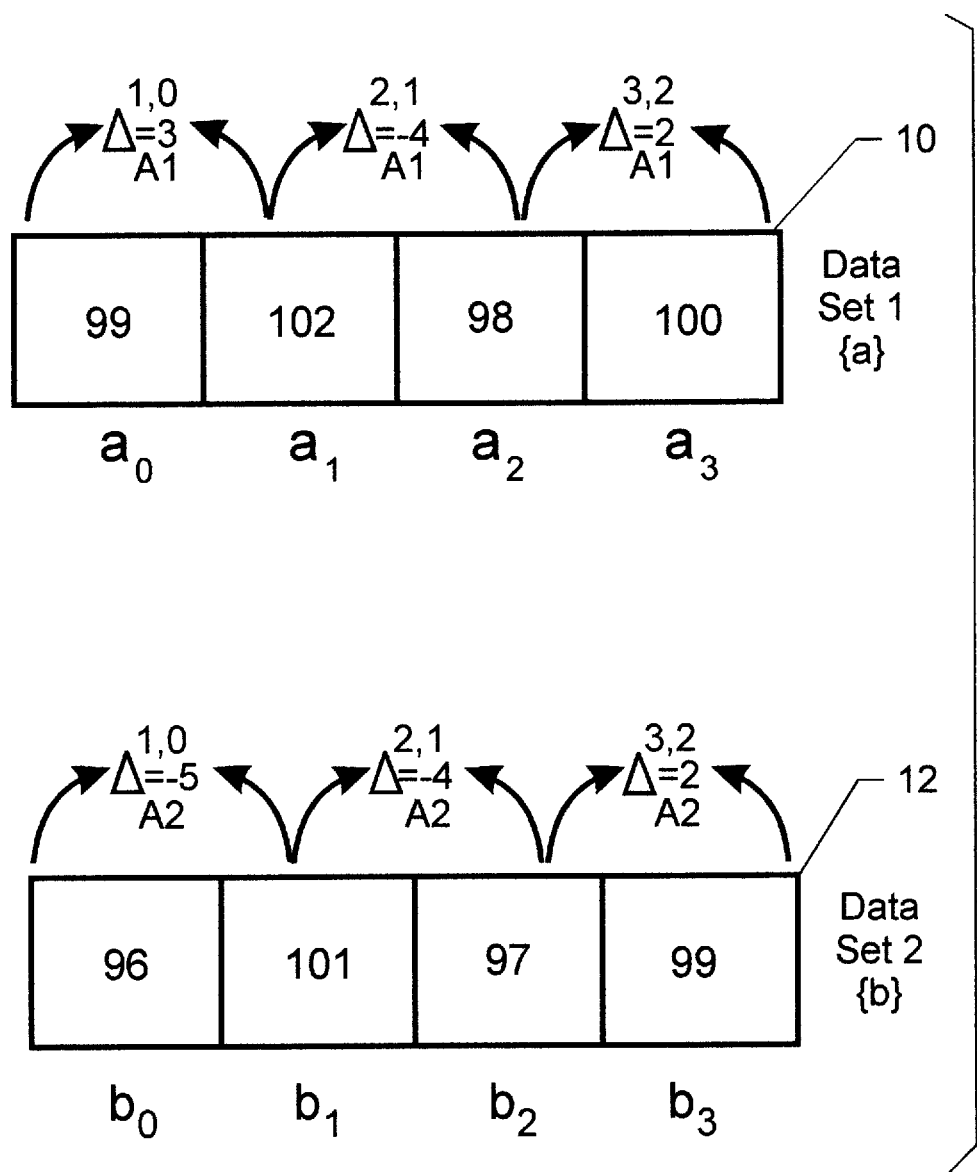 1,0 2,1 3,2
Δ=3 Δ=-4 Δ=2
A1 A1 A1
10
99 102 98 100
Data
Set 1
{a}
a0 a1 a2 a3
1,0 2,1 3,2
Δ=-5 Δ=-4 Δ=2
A2 A2 A2
12
96 101 97 99
Data
Set 2
{b}
b0 b1 b2 b3